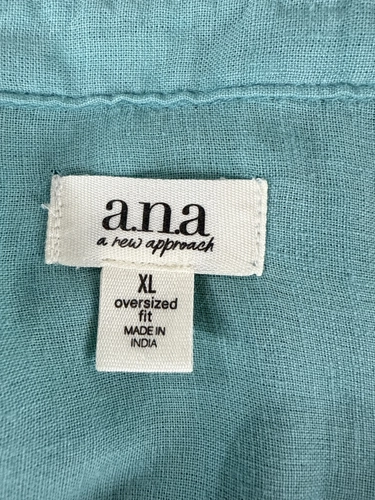 a.n.a
a new approach
XL
oversized
fit
MADE IN
INDIA